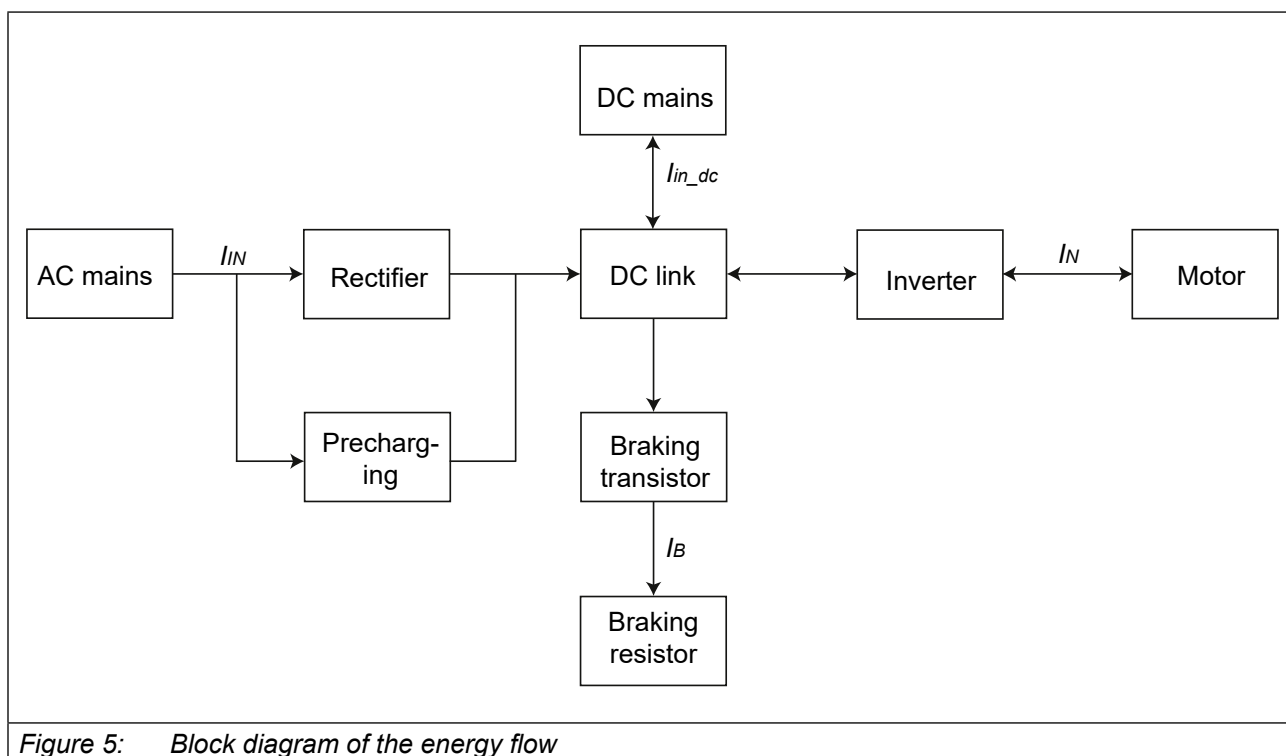 DC mains
I_in_dc
AC mains
I_IN
Rectifier
DC link
Inverter
I_N
Motor
Precharg-
ing
Braking
transistor
I_B
Braking
resistor
Figure 5: Block diagram of the energy flow